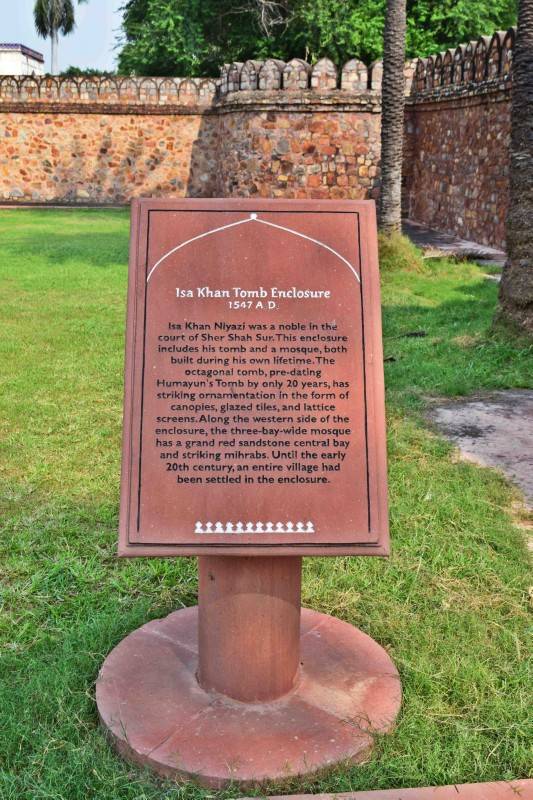 Isa Khan Tomb Enclosure
1547 A.D.
Isa Khan Niyazi was a noble in the
court of Sher Shah Sur. This enclosure
includes his tomb and a mosque, both
built during his own lifetime. The
octagonal tomb, pre-dating
Humayun's Tomb by only 20 years, has
striking ornamentation in the form of
canopies, glazed tiles, and lattice
screens. Along the western side of the
enclosure, the three-bay-wide mosque
has a grand red sandstone central bay
and striking mihrabs. Until the early
20th century, an entire village had
been settled in the enclosure.